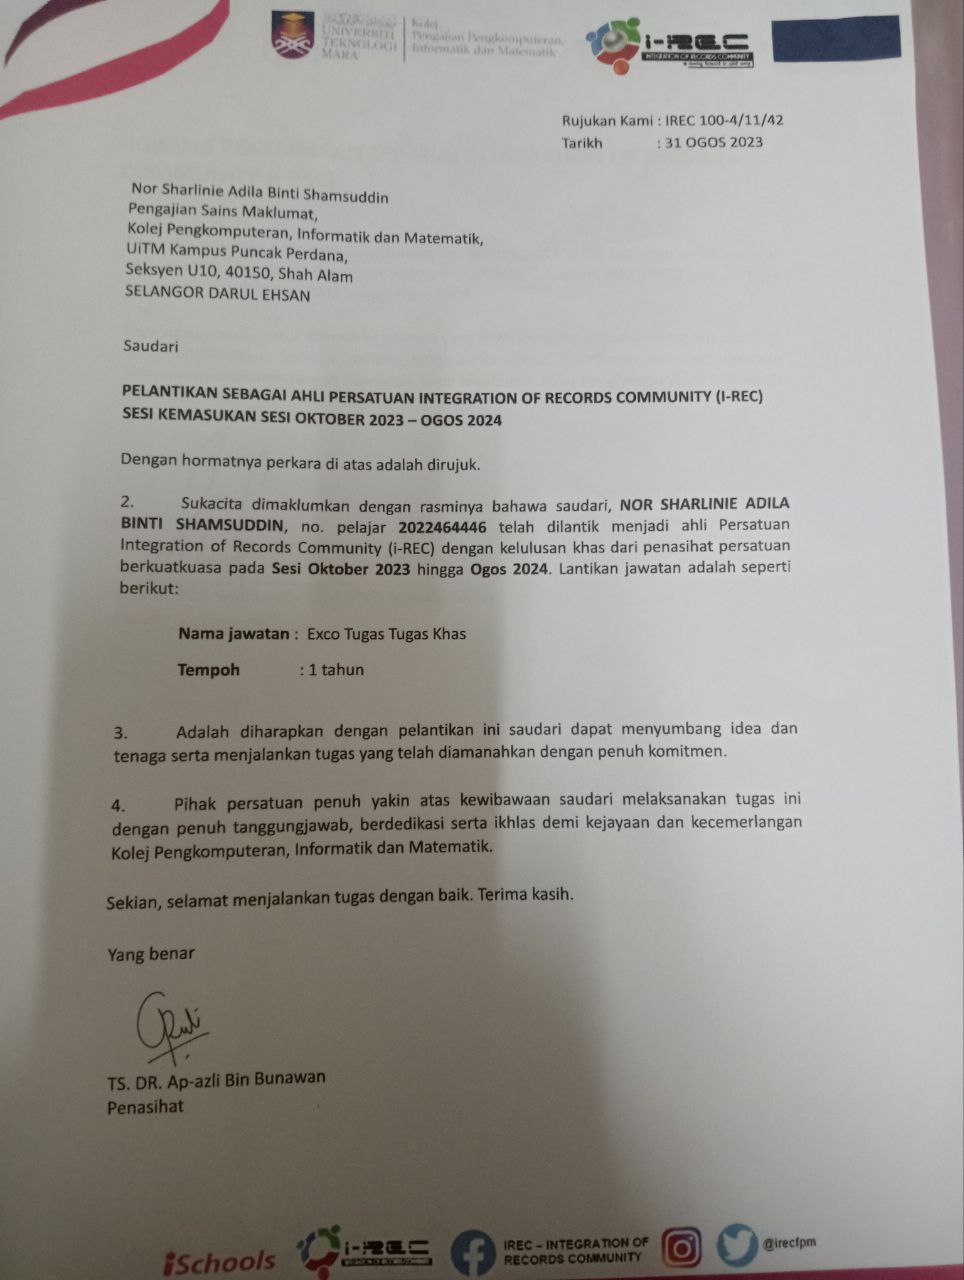 UNIVERSITI
TEKNOLOGI
MARA
Kolej
Pengajian Pengkomputeran,
Informatik dan Matematik
i-REC
INTEGRATION OF RECORDS COMMUNITY
Rujukan Kami : IREC 100-4/11/42
Tarikh : 31 OGOS 2023
Nor Sharlinie Adila Binti Shamsuddin
Pengajian Sains Maklumat,
Kolej Pengkomputeran, Informatik dan Matematik,
UiTM Kampus Puncak Perdana,
Seksyen U10, 40150, Shah Alam
SELANGOR DARUL EHSAN
Saudari
PELANTIKAN SEBAGAI AHLI PERSATUAN INTEGRATION OF RECORDS COMMUNITY (I-REC)
SESI KEMASUKAN SESI OKTOBER 2023 – OGOS 2024
Dengan hormatnya perkara di atas adalah dirujuk.
2. Sukacita dimaklumkan dengan rasminya bahawa saudari, NOR SHARLINIE ADILA
BINTI SHAMSUDDIN, no. pelajar 2022464446 telah dilantik menjadi ahli Persatuan
Integration of Records Community (i-REC) dengan kelulusan khas dari penasihat persatuan
berkuatkuasa pada Sesi Oktober 2023 hingga Ogos 2024. Lantikan jawatan adalah seperti
berikut:
Nama jawatan : Exco Tugas Tugas Khas
Tempoh : 1 tahun
3. Adalah diharapkan dengan pelantikan ini saudari dapat menyumbang idea dan
tenaga serta menjalankan tugas yang telah diamanahkan dengan penuh komitmen.
4. Pihak persatuan penuh yakin atas kewibawaan saudari melaksanakan tugas ini
dengan penuh tanggungjawab, berdedikasi serta ikhlas demi kejayaan dan kecemerlangan
Kolej Pengkomputeran, Informatik dan Matematik.
Sekian, selamat menjalankan tugas dengan baik. Terima kasih.
Yang benar
TS. DR. Ap-azli Bin Bunawan
Penasihat
iSchools
i-REC
IREC – INTEGRATION OF
RECORDS COMMUNITY
@irecfpm